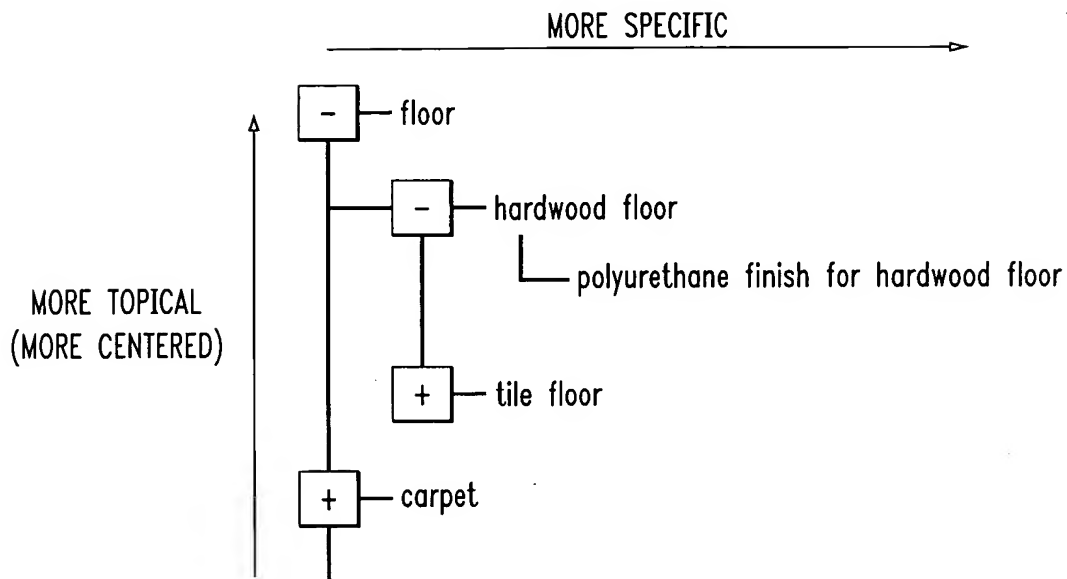 MORE SPECIFIC
- floor
- hardwood floor
polyurethane finish for hardwood floor
MORE TOPICAL
(MORE CENTERED)
+ tile floor
+ carpet